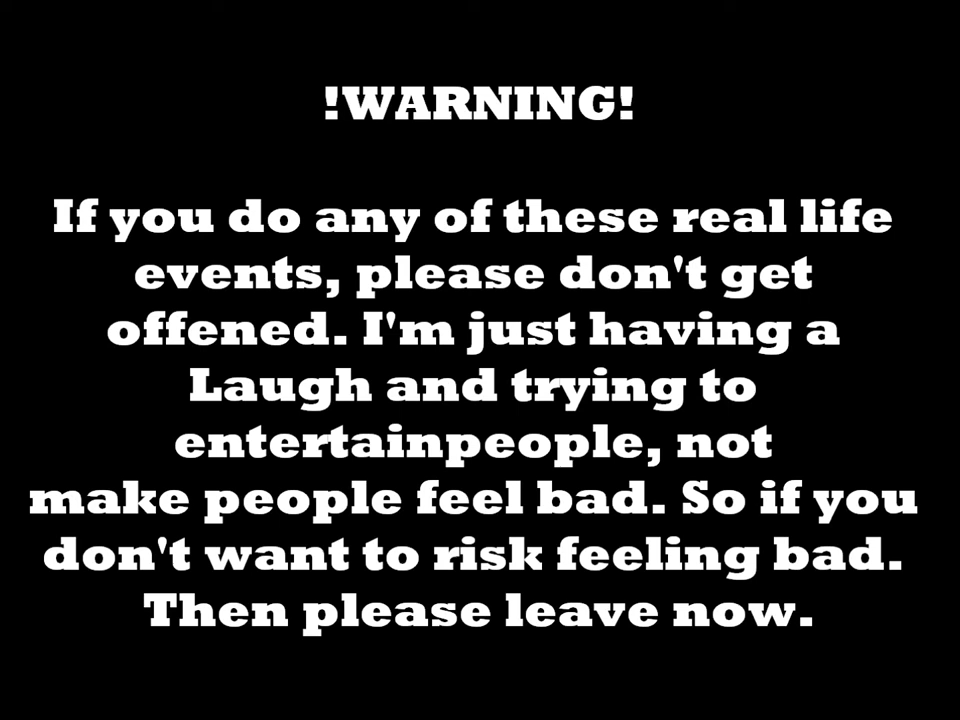 !WARNING!
If you do any of these real life
events, please don't get
offened. I'm just having a
Laugh and trying to
entertainpeople, not
make people feel bad. So if you
don't want to risk feeling bad.
Then please leave now.